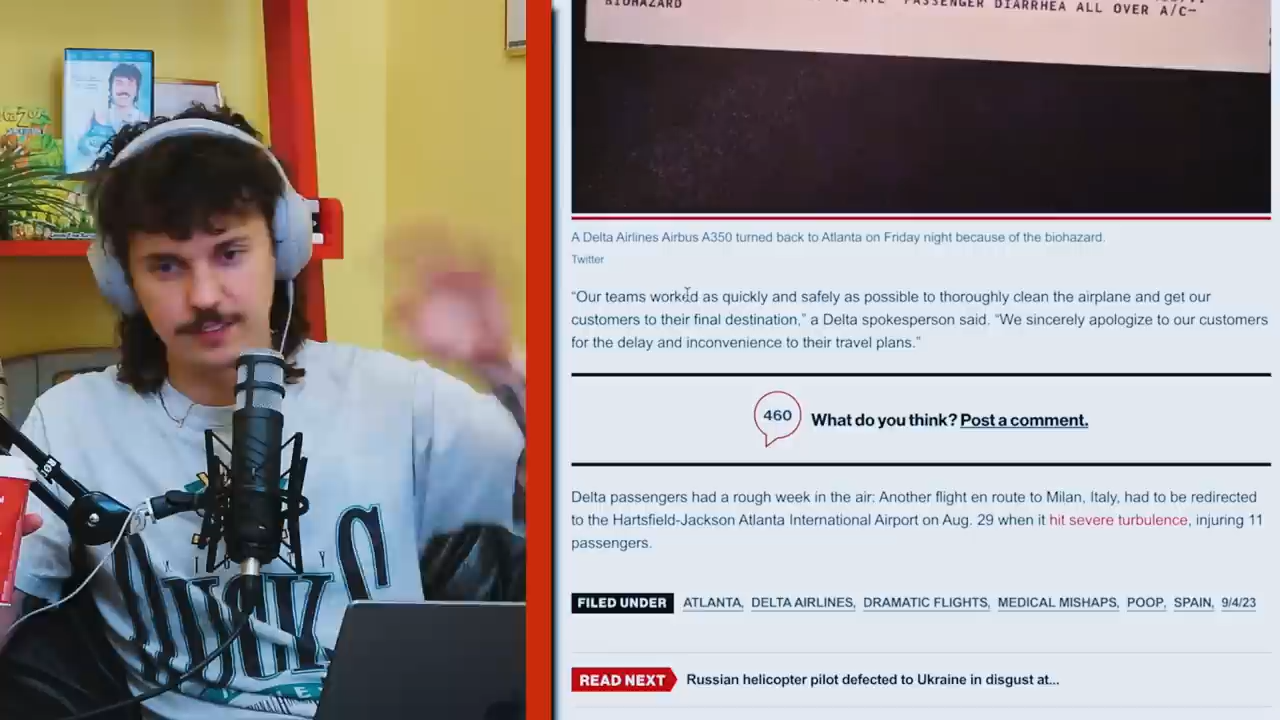 BIOHAZARD
PASSENGER DIARRHEA ALL OVER A/C-
A Delta Airlines Airbus A350 turned back to Atlanta on Friday night because of the biohazard.
Twitter
“Our teams worked as quickly and safely as possible to thoroughly clean the airplane and get our
customers to their final destination,” a Delta spokesperson said. “We sincerely apologize to our customers
for the delay and inconvenience to their travel plans.”
460
What do you think? Post a comment.
Delta passengers had a rough week in the air: Another flight en route to Milan, Italy, had to be redirected
to the Hartsfield-Jackson Atlanta International Airport on Aug. 29 when it hit severe turbulence, injuring 11
passengers.
FILED UNDER ATLANTA, DELTA AIRLINES, DRAMATIC FLIGHTS, MEDICAL MISHAPS, POOP, SPAIN, 9/4/23
READ NEXT Russian helicopter pilot defected to Ukraine in disgust at...
MIGHTY
DUCKS